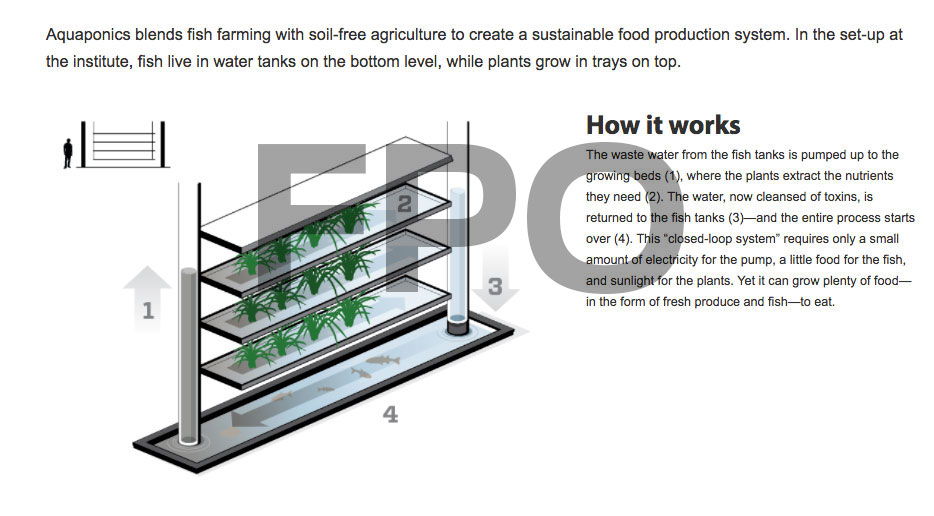 Aquaponics blends fish farming with soil-free agriculture to create a sustainable food production system. In the set-up at
the institute, fish live in water tanks on the bottom level, while plants grow in trays on top.
How it works
The waste water from the fish tanks is pumped up to the
growing beds (1), where the plants extract the nutrients
they need (2). The water, now cleansed of toxins, is
returned to the fish tanks (3)—and the entire process starts
over (4). This “closed-loop system” requires only a small
amount of electricity for the pump, a little food for the fish,
and sunlight for the plants. Yet it can grow plenty of food—
in the form of fresh produce and fish—to eat.
FPO
2
3
1
4